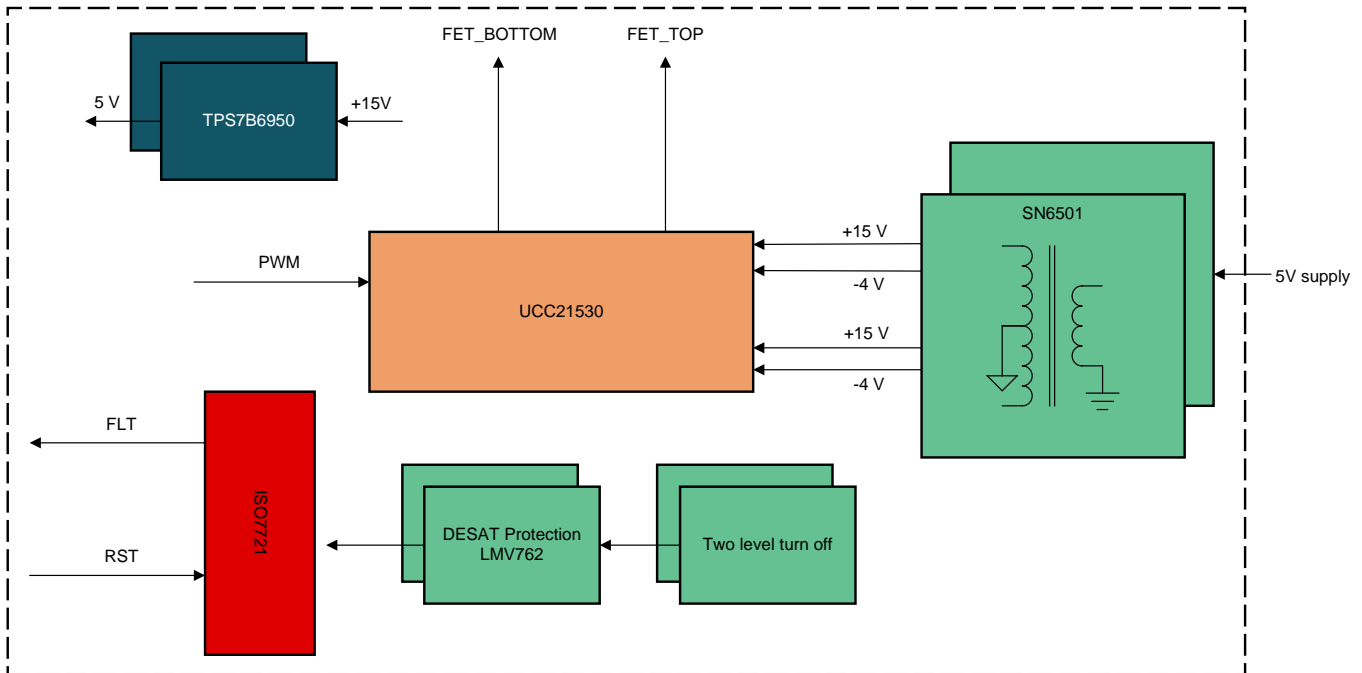 FET_BOTTOM
FET_TOP
5 V
TPS7B6950
+15V
SN6501
+15 V
-4 V
PWM
5V supply
UCC21530
+15 V
-4 V
FLT
ISO7721
DESAT Protection
LMV762
Two level turn off
RST